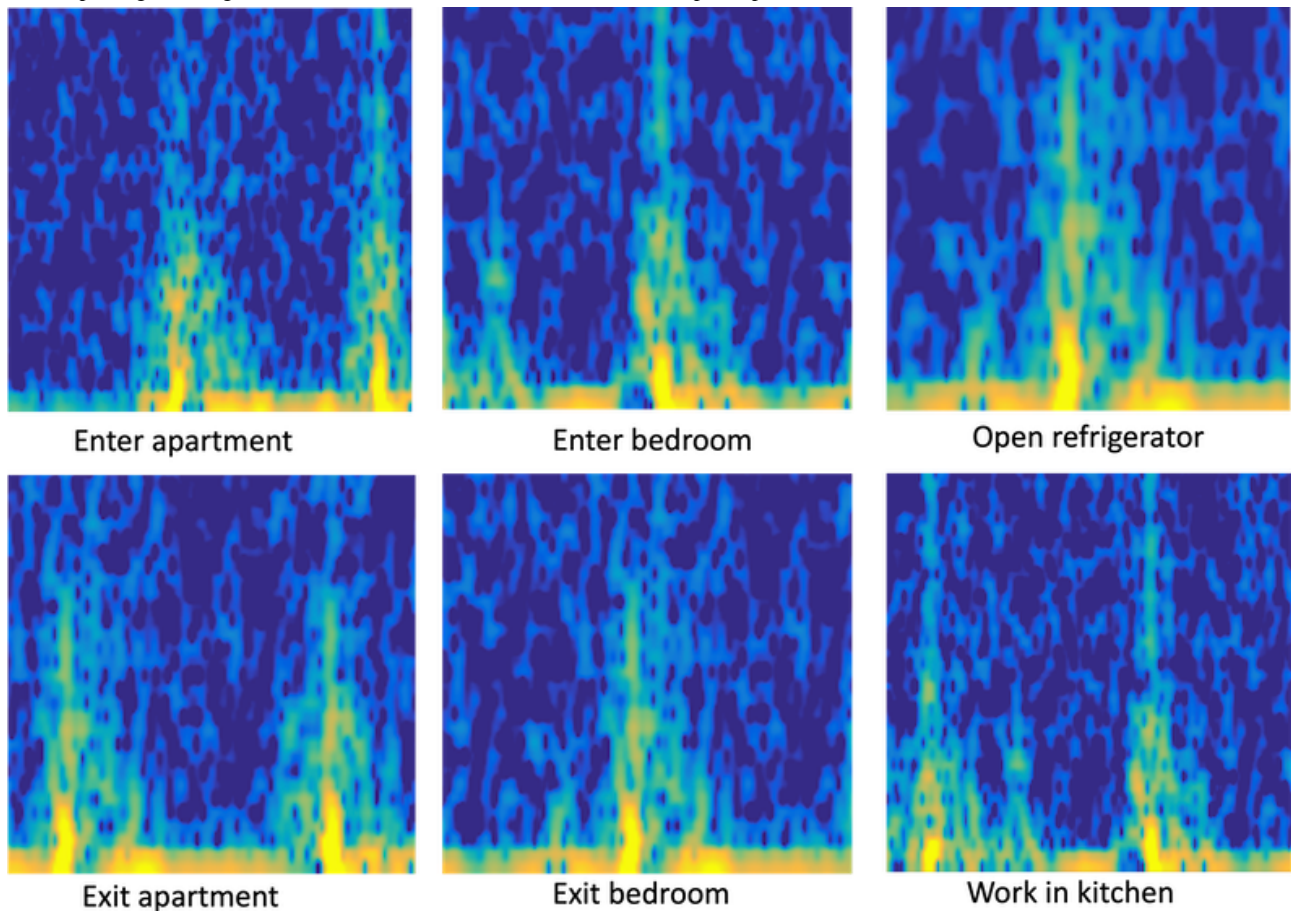 Enter apartment
Enter bedroom
Open refrigerator
Exit apartment
Exit bedroom
Work in kitchen